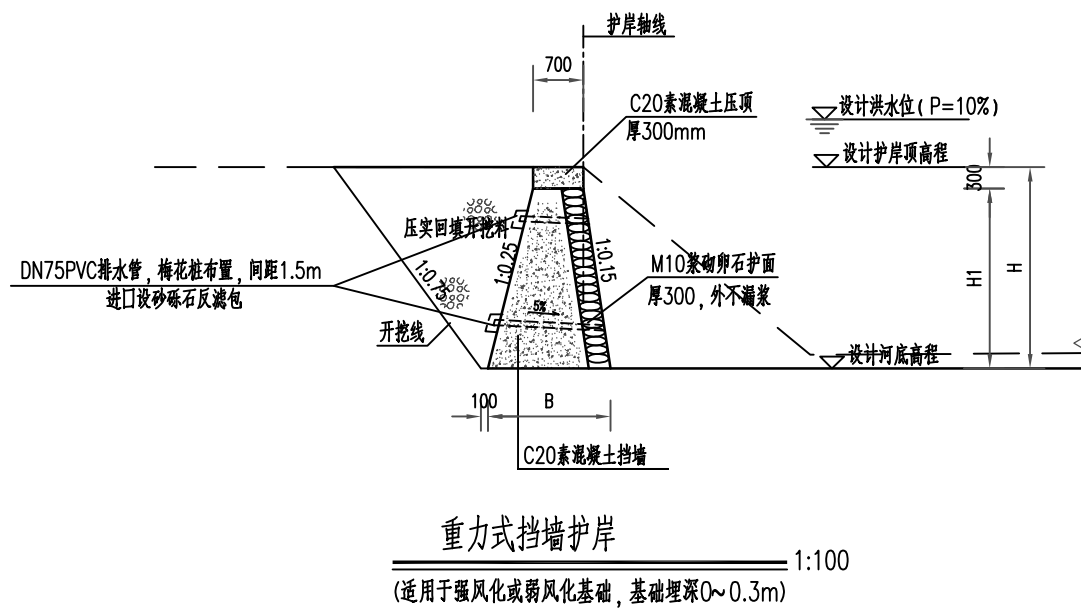 护岸轴线
700
C20素混凝土压顶
厚300mm
设计洪水位(P=10%)
设计护岸顶高程
300
压实回填开挖料
1:0.25
1:0.15
1:0.75
DN75PVC排水管,梅花桩布置,间距1.5m
进口设砂砾石反滤包
M10浆砌卵石护面
厚300,外不漏浆
H1
H
5%
开挖线
设计河底高程
100
B
C20素混凝土挡墙
重力式挡墙护岸
1:100
(适用于强风化或弱风化基础,基础埋深0~0.3m)